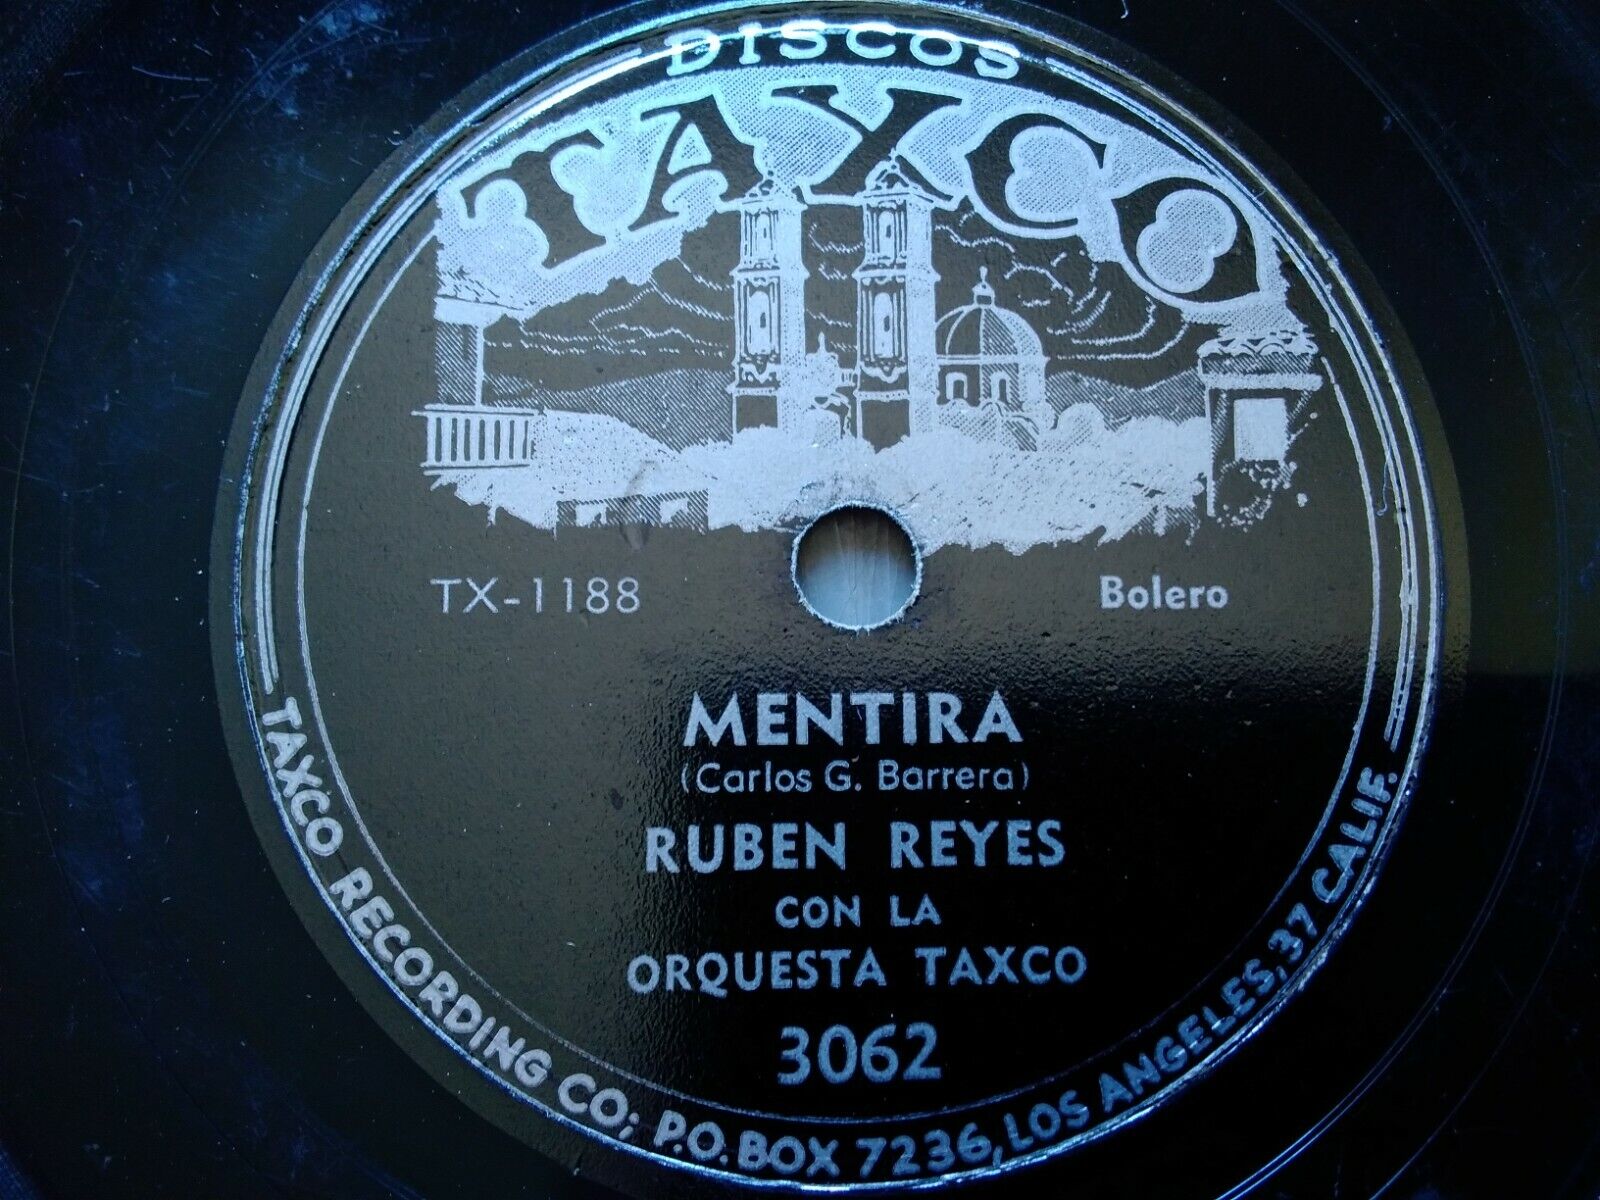 DISCOS
TAXCO
TX-1188
Bolero
MENTIRA
(Carlos G. Barrera)
RUBEN REYES
CON LA
ORQUESTA TAXCO
3062
TAXCO RECORDING CO; P.O. BOX 7236, LOS ANGELES, 37 CALIF.